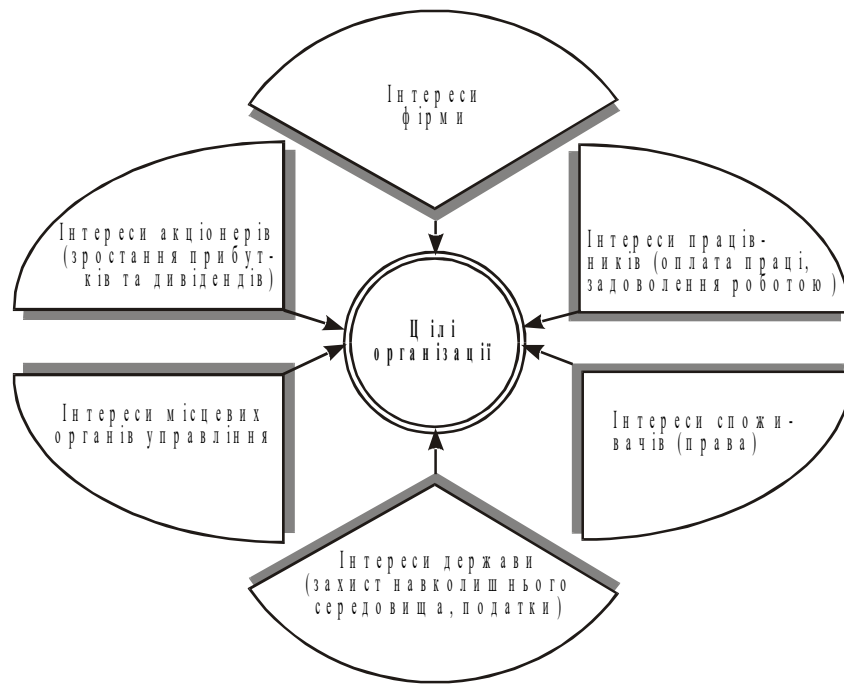 Інтереси
фірми
Інтереси акціонерів
(зростання прибут-
ків та дивідендів)
Інтереси праців-
ників (оплата праці,
задоволення роботою)
Цілі
організації
Інтереси місцевих
органів управління
Інтереси спожи-
вачів (права)
Інтереси держави
(захист навколишнього
середовища, податки)